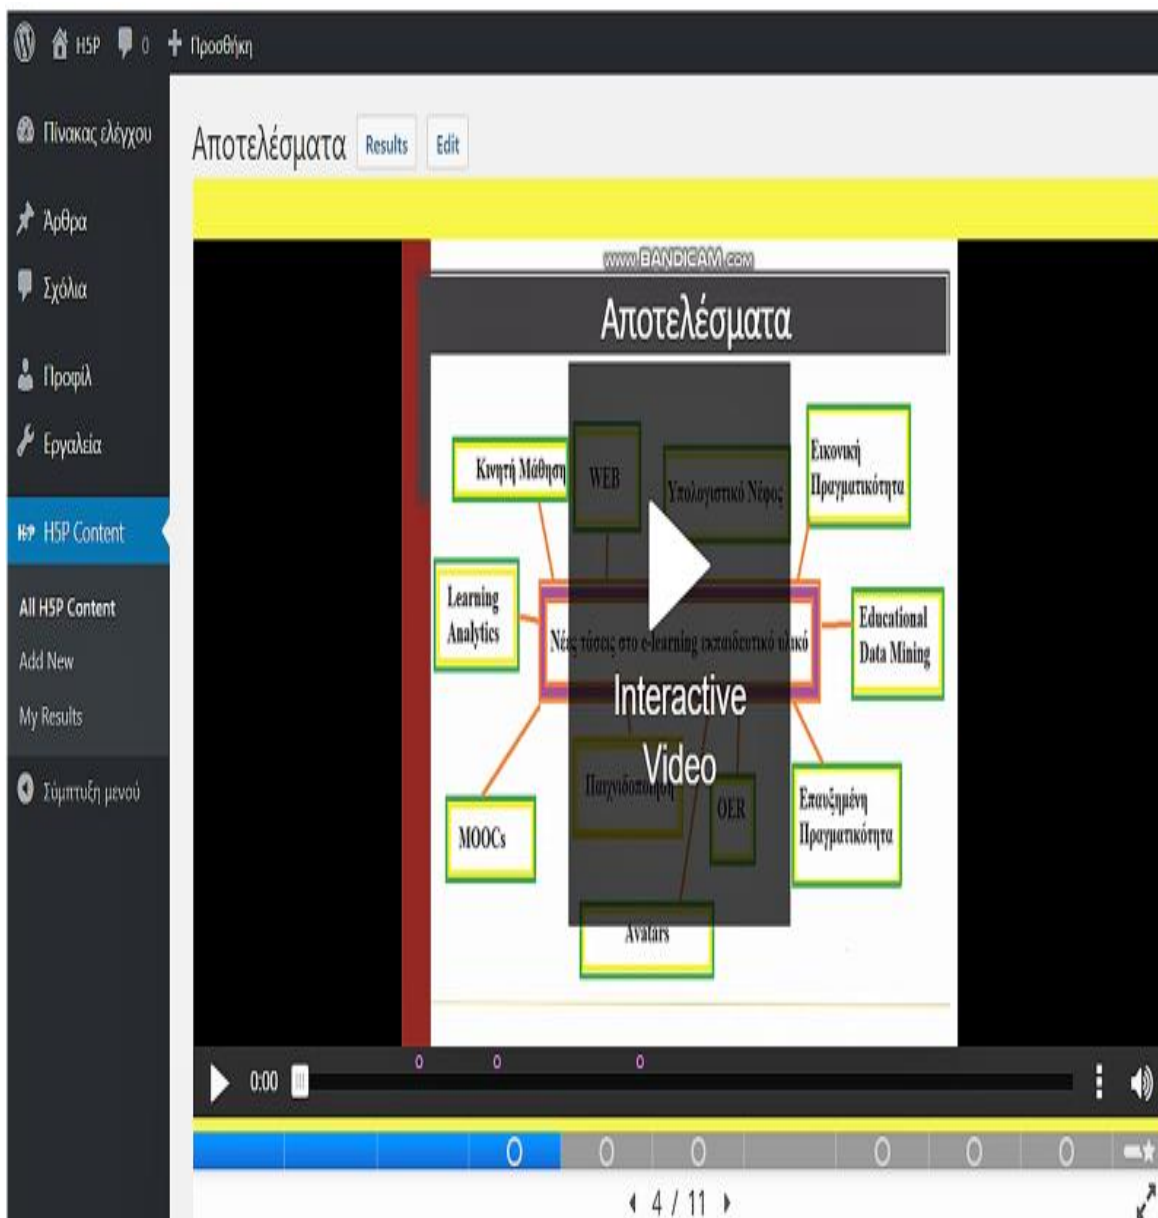 H5P 0 + Προσθήκη
Πίνακας ελέγχου
Άρθρα
Σχόλια
Προφίλ
Εργαλεία
H5P H5P Content
All H5P Content
Add New
My Results
Σύμπτυξη μενού
Αποτελέσματα Results Edit
www.BANDICAM.com
Αποτελέσματα
Κινητή Μάθηση
WEB
Υπολογιστικό Νέφος
Εικονική
Πραγματικότητα
Learning
Analytics
Νέες τάσεις στο e-learning εκπαιδευτικό υλικό
Educational
Data Mining
Interactive
Video
MOOCs
Παιχνιδοποίηση
OER
Επαυξημένη
Πραγματικότητα
Avatars
0:00
4 / 11